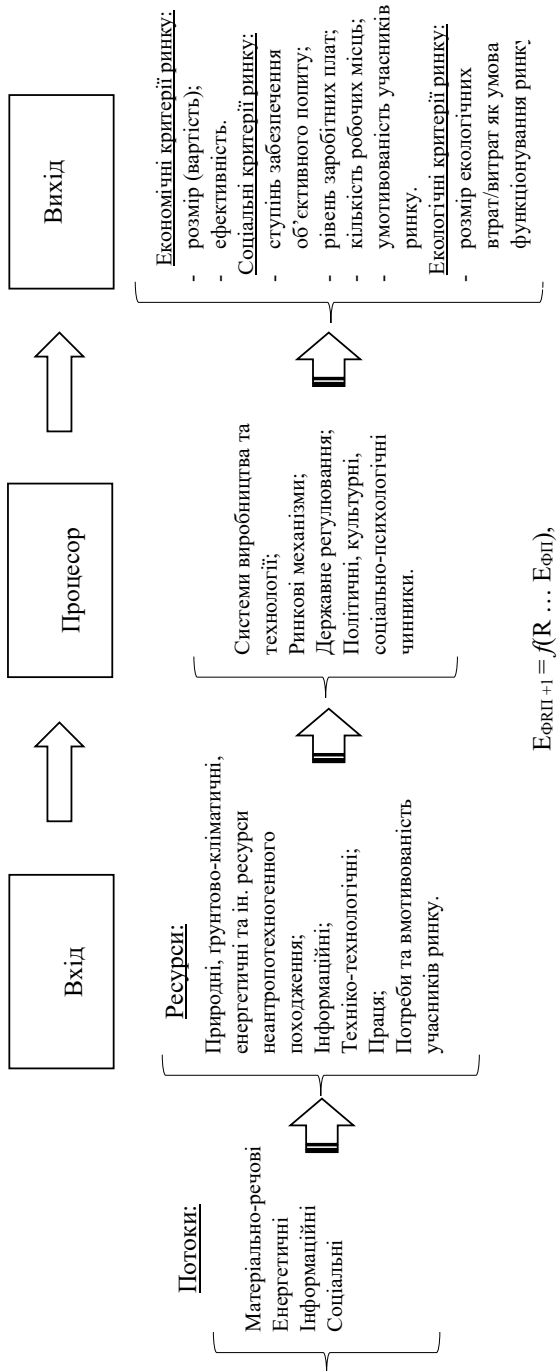 Вхід
Процесор
Вихід
Потоки:
Матеріально-речові
Енергетичні
Інформаційні
Соціальні
Ресурси:
Природні, ґрунтово-кліматичні,
енергетичні та ін. ресурси
неантропотехногенного
походження;
Інформаційні;
Техніко-технологічні;
Праця;
Потреби та вмотивованість
учасників ринку.
Системи виробництва та
технології;
Ринкові механізми;
Державне регулювання;
Політичні, культурні,
соціально-психологічні
чинники.
Економічні критерії ринку:
- розмір (вартість);
- ефективність.
Соціальні критерії ринку:
- ступінь забезпечення
об’єктивного попиту;
- рівень заробітних плат;
- кількість робочих місць;
- умотивованість учасників
ринку.
Екологічні критерії ринку:
- розмір екологічних
втрат/витрат як умова
функціонування ринку
EФRП +1 = f(R … EФП),